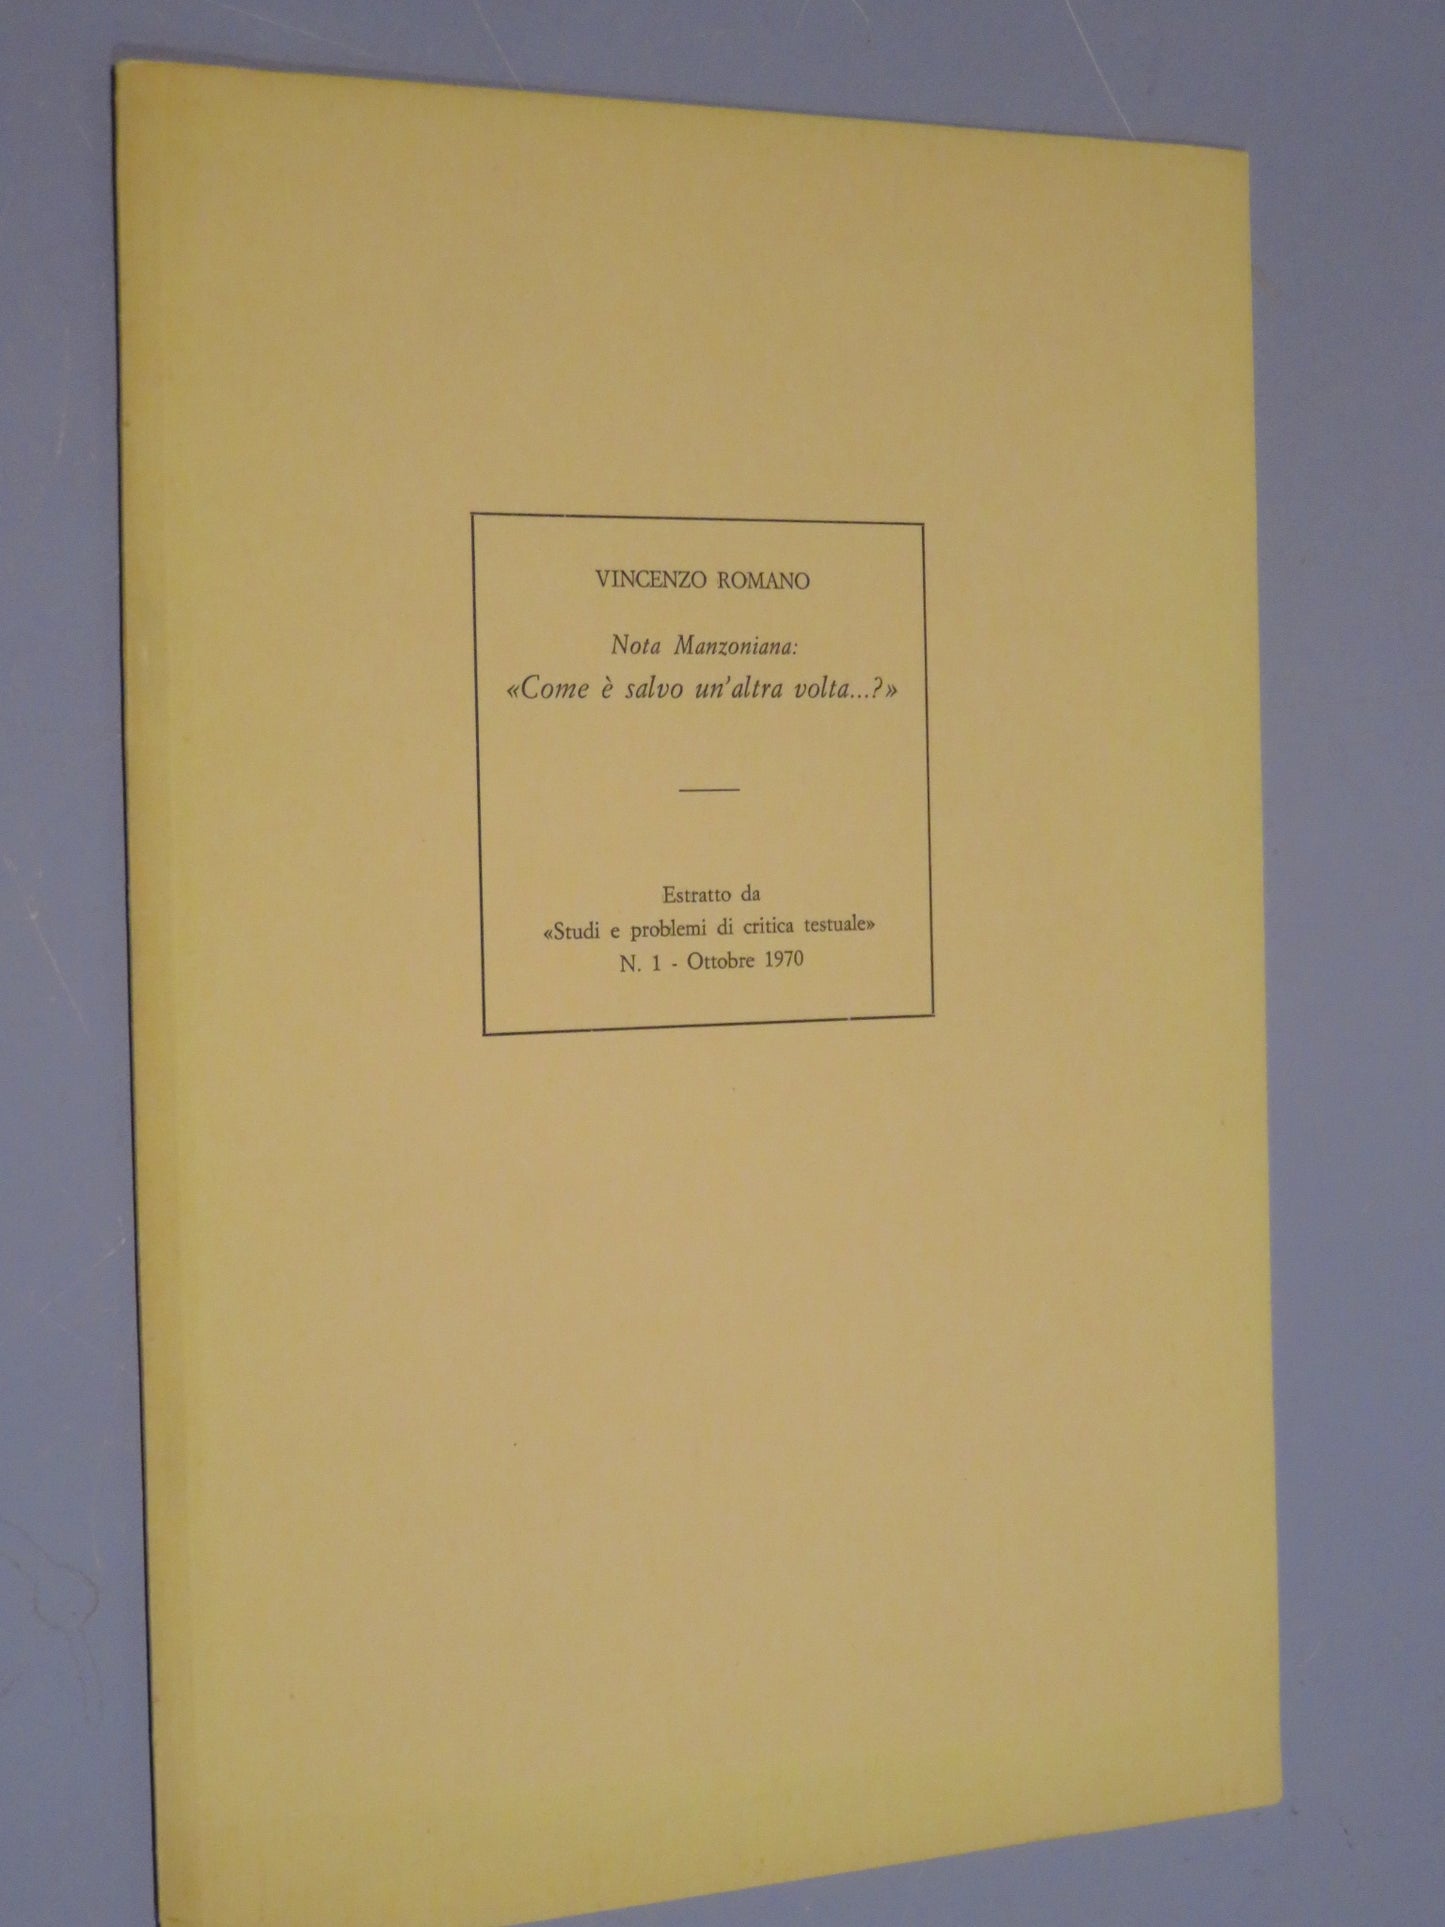 VINCENZO ROMANO
Nota Manzoniana:
«Come è salvo un'altra volta...?»
Estratto da
«Studi e problemi di critica testuale»
N. 1 - Ottobre 1970